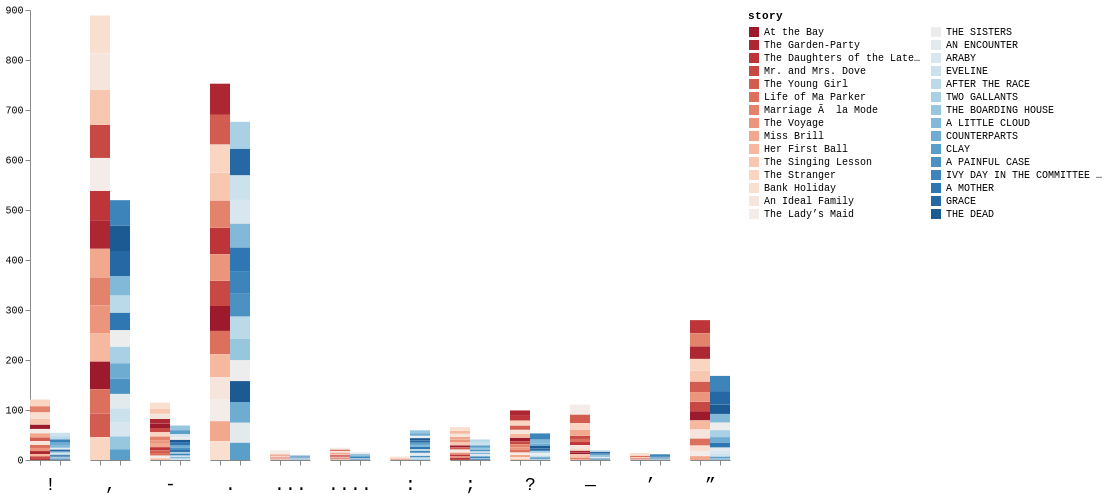 900
800
700
600
500
400
300
200
100
0
! , - . ... .... : ; ? — ’ ”
story
At the Bay
The Garden-Party
The Daughters of the Late…
Mr. and Mrs. Dove
The Young Girl
Life of Ma Parker
Marriage Ã  la Mode
The Voyage
Miss Brill
Her First Ball
The Singing Lesson
The Stranger
Bank Holiday
An Ideal Family
The Lady’s Maid
THE SISTERS
AN ENCOUNTER
ARABY
EVELINE
AFTER THE RACE
TWO GALLANTS
THE BOARDING HOUSE
A LITTLE CLOUD
COUNTERPARTS
CLAY
A PAINFUL CASE
IVY DAY IN THE COMMITTEE …
A MOTHER
GRACE
THE DEAD